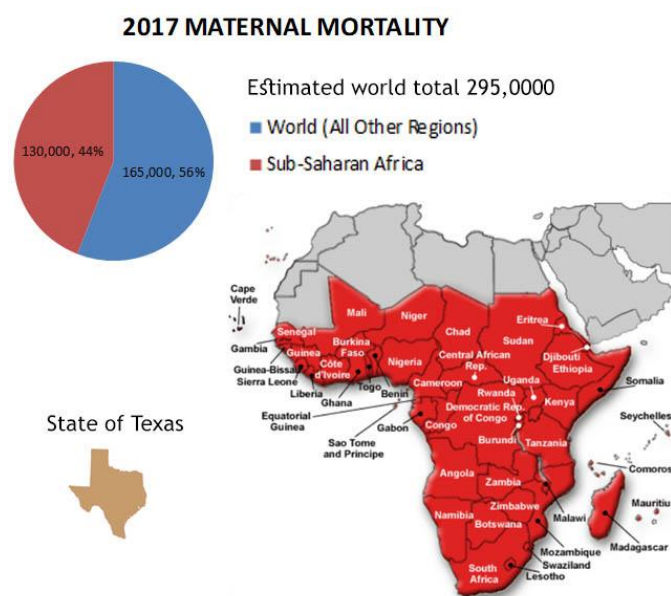 2017 MATERNAL MORTALITY
Estimated world total 295,0000
World (All Other Regions)
Sub-Saharan Africa
130,000, 44%
165,000, 56%
Cape
Verde
Mali
Niger
Chad
Sudan
Eritrea
Senegal
Gambia
Guinea
Burkina
Faso
Guinea-Bissau
Sierra Leone
Côte
d'Ivoire
Nigeria
Central African
Rep.
Djibouti
Ethiopia
Liberia
Ghana
Togo
Benin
Cameroon
Uganda
Rwanda
Kenya
Somalia
Equatorial
Guinea
Gabon
Congo
Democratic Rep.
of Congo
Seychelles
Sao Tome
and Principe
Burundi
Tanzania
State of Texas
Comoros
Angola
Zambia
Malawi
Mauritiu
Zimbabwe
Namibia
Botswana
Mozambique
Madagascar
Swaziland
South
Africa
Lesotho